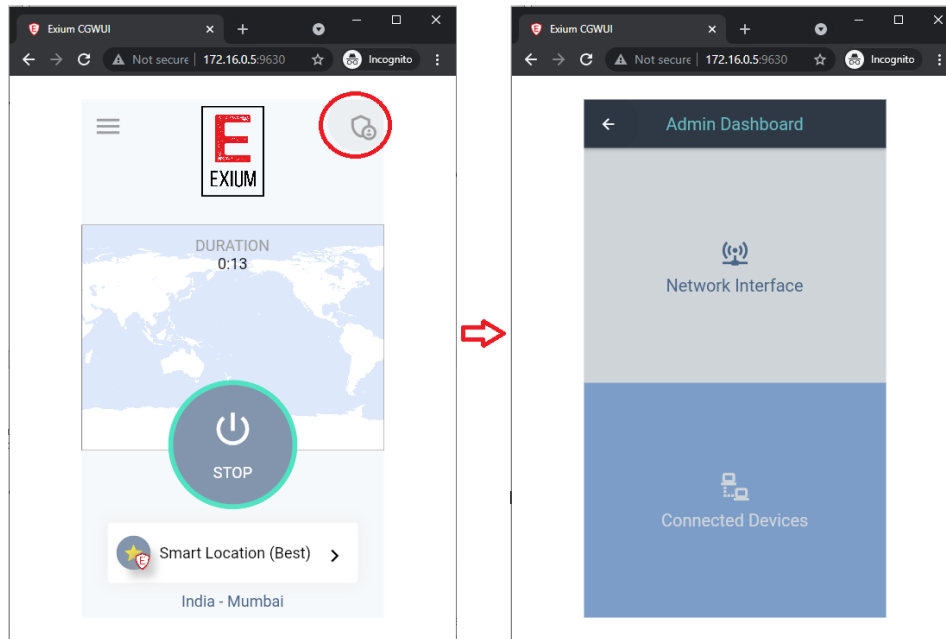 Exium CGWUI
Not secure | 172.16.0.5:9630
Incognito
E
EXIUM
DURATION
0:13
STOP
E
Smart Location (Best)
India - Mumbai
Exium CGWUI
Not secure | 172.16.0.5:9630
Incognito
Admin Dashboard
Network Interface
Connected Devices